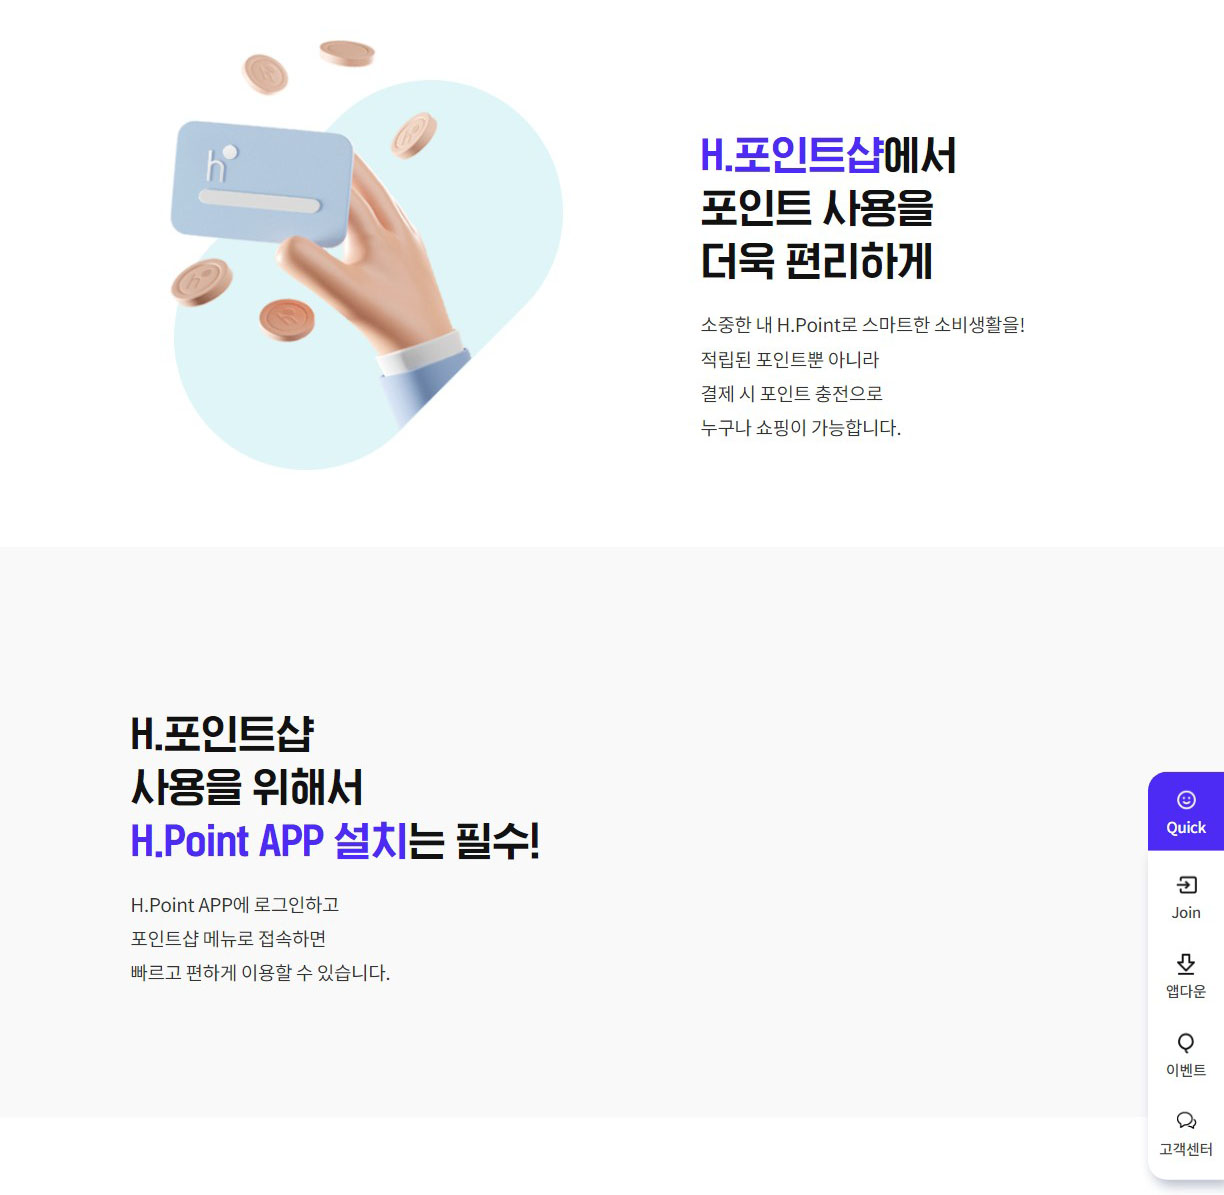 h
H.포인트샵에서
포인트 사용을
더욱 편리하게
소중한 내 H.Point로 스마트한 소비생활을!
적립된 포인트뿐 아니라
결제 시 포인트 충전으로
누구나 쇼핑이 가능합니다.
H.포인트샵
사용을 위해서
H.Point APP 설치는 필수!
H.Point APP에 로그인하고
포인트샵 메뉴로 접속하면
빠르고 편하게 이용할 수 있습니다.
Quick
Join
앱다운
이벤트
고객센터